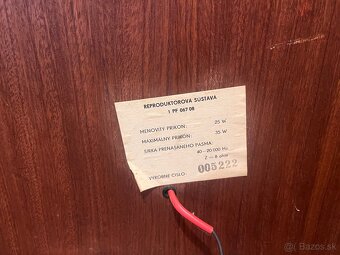 REPRODUKTOROVÁ SÚSTAVA
1 PF 067 08
MENOVITÝ PRÍKON: 25 W
MAXIMÁLNY PRÍKON: 35 W
ŠÍRKA PRENÁŠANÉHO PÁSMA:
40 – 20 000 Hz
Z = 8 ohm
VÝROBNÉ ČÍSLO 005222
Bazos.sk